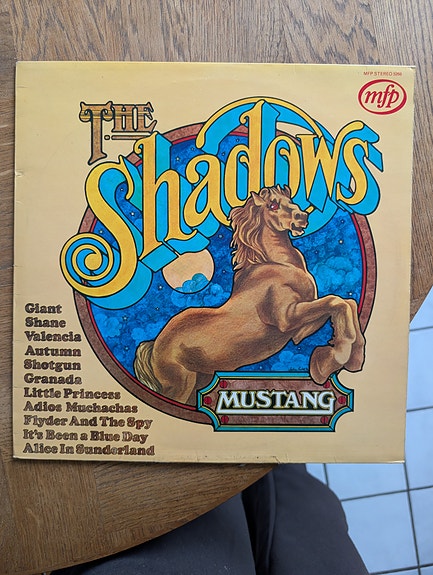 MFP STEREO 5266
mfp
THE
Shadows
Giant
Shane
Valencia
Autumn
Shotgun
Granada
Little Princess
Adios Muchachas
Flyder And The Spy
It's Been a Blue Day
Alice In Sunderland
MUSTANG